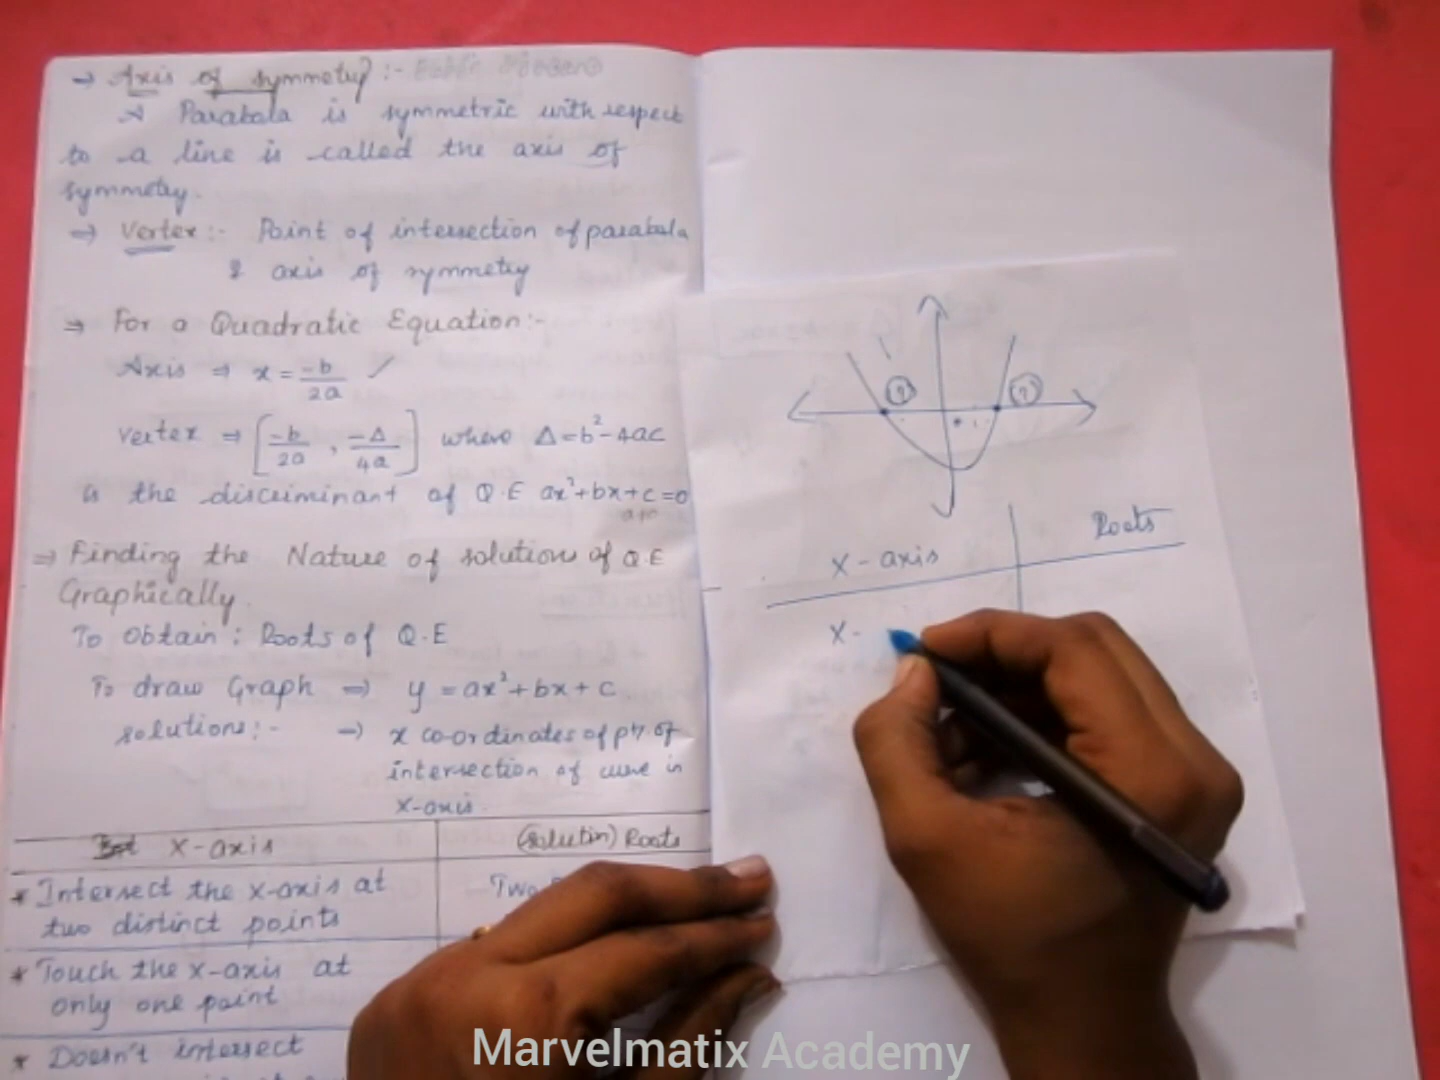 → Axis of symmetry :-
A Parabola is symmetric with respect
to a line is called the axis of
symmetry.
⇒ Vertex :- Point of intersection of parabola
& axis of symmetry
⇒ For a Quadratic Equation:-
Axis ⇒ x = -b/2a ✓
Vertex ⇒ [-b/2a , -Δ/4a] where Δ=b²-4ac
is the discriminant of Q.E ax²+bx+c=0
a≠0
⇒ Finding the Nature of solutions of Q.E
Graphically
To Obtain : Roots of Q.E
To draw Graph ⇒ y = ax²+bx+c
solutions:- → x co-ordinates of pt. of
intersection of curve in
X-axis
X-axis (solution) Roots
* Intersect the x-axis at Two
two distinct points
* Touch the x-axis at
only one point
* Doesn't intersect
(?) (?)
X-axis Roots
X-
Marvelmatix Academy